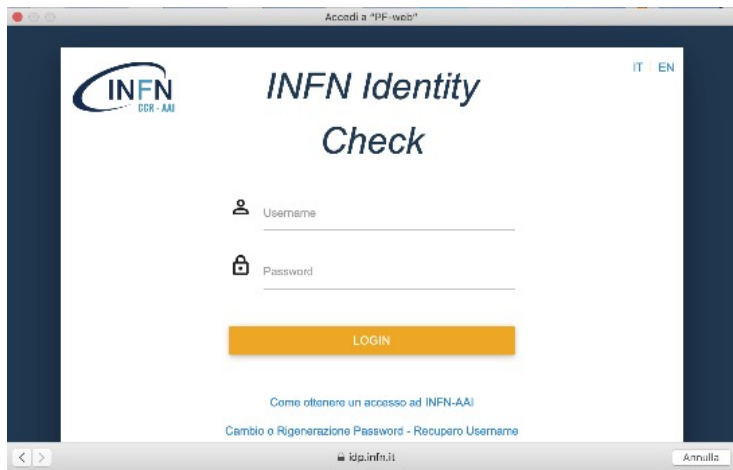 Accedi a "PF-web"
INFN
CCR - AAI
IT EN
INFN Identity
Check
Username
Password
LOGIN
Come ottenere un accesso ad INFN-AAI
Cambio o Rigenerazione Password - Recupero Username
idp.infn.it
Annulla